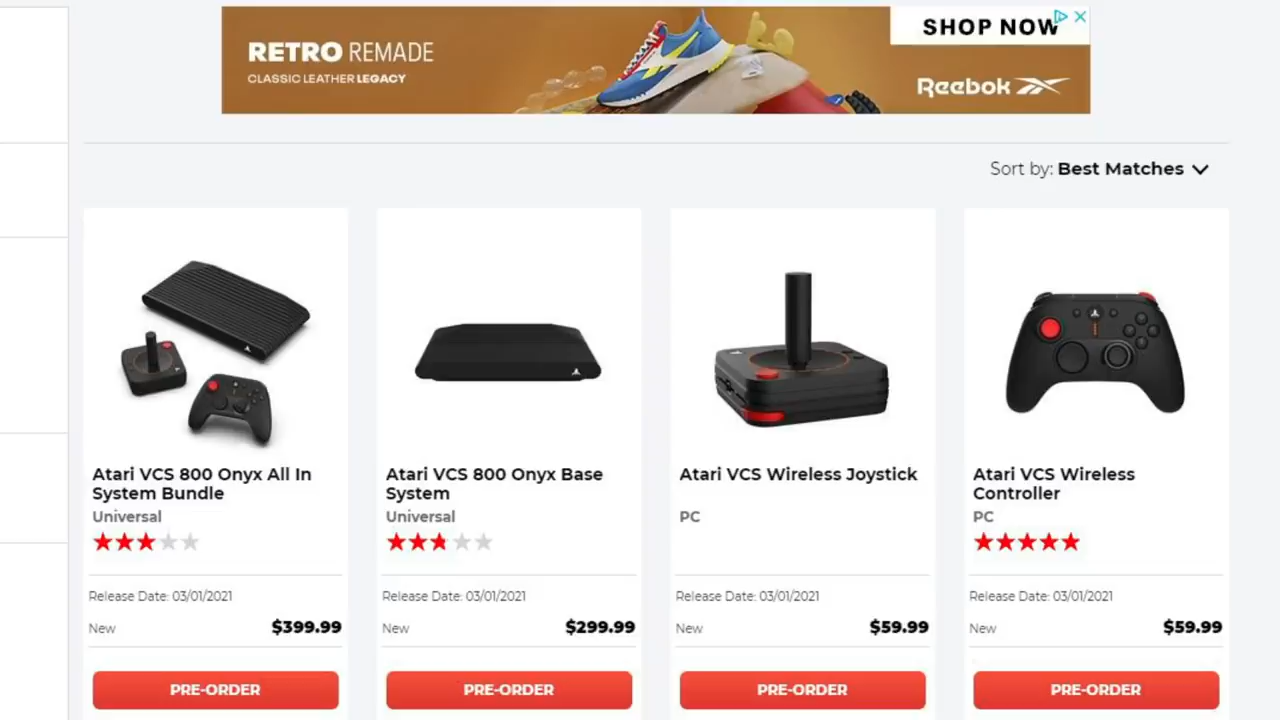 RETRO REMADE
CLASSIC LEATHER LEGACY
SHOP NOW
Reebok
Sort by: Best Matches
Atari VCS 800 Onyx All In
System Bundle
Universal
Release Date: 03/01/2021
New $399.99
PRE-ORDER
Atari VCS 800 Onyx Base
System
Universal
Release Date: 03/01/2021
New $299.99
PRE-ORDER
Atari VCS Wireless Joystick
PC
Release Date: 03/01/2021
New $59.99
PRE-ORDER
Atari VCS Wireless
Controller
PC
Release Date: 03/01/2021
New $59.99
PRE-ORDER